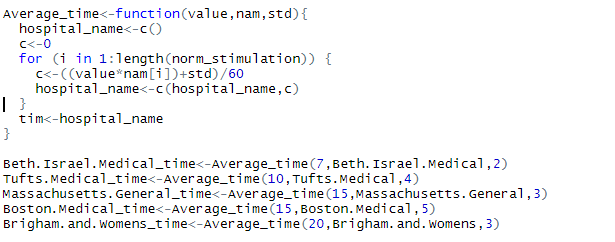 Average_time<-function(value,nam,std){
  hospital_name<-c()
  c<-0
  for (i in 1:length(norm_stimulation)) {
    c<-((value*nam[i])+std)/60
    hospital_name<-c(hospital_name,c)
  }
  tim<-hospital_name
}

Beth.Israel.Medical_time<-Average_time(7,Beth.Israel.Medical,2)
Tufts.Medical_time<-Average_time(10,Tufts.Medical,4)
Massachusetts.General_time<-Average_time(15,Massachusetts.General,3)
Boston.Medical_time<-Average_time(15,Boston.Medical,5)
Brigham.and.Womens_time<-Average_time(20,Brigham.and.Womens,3)